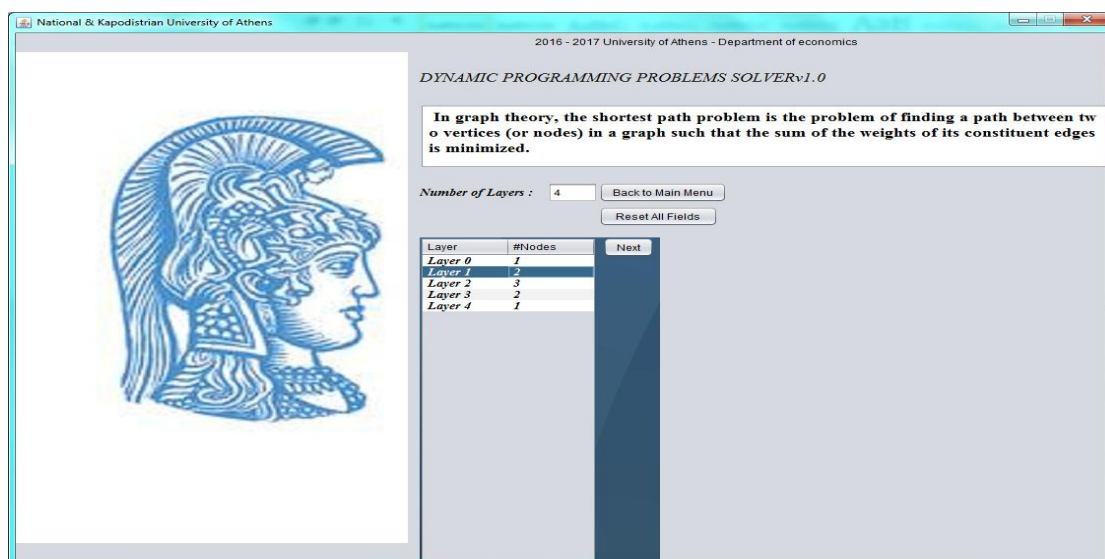 National & Kapodistrian University of Athens
2016 - 2017 University of Athens - Department of economics
DYNAMIC PROGRAMMING PROBLEMS SOLVERv1.0
In graph theory, the shortest path problem is the problem of finding a path between tw
o vertices (or nodes) in a graph such that the sum of the weights of its constituent edges
is minimized.
Number of Layers : 4 Back to Main Menu
Reset All Fields
Layer #Nodes Next
Layer 0 1
Layer 1 2
Layer 2 3
Layer 3 2
Layer 4 1